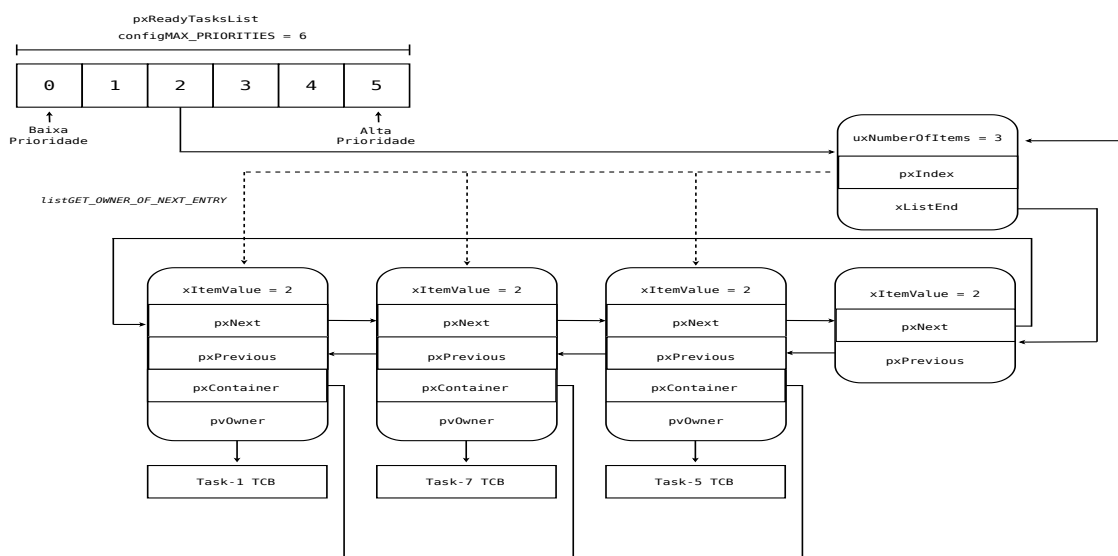 pxReadyTasksList
configMAX_PRIORITIES = 6
0 1 2 3 4 5
Baixa
Prioridade
Alta
Prioridade
uxNumberOfItems = 3
pxIndex
xListEnd
listGET_OWNER_OF_NEXT_ENTRY
xItemValue = 2
pxNext
pxPrevious
pxContainer
pvOwner
Task-1 TCB
xItemValue = 2
pxNext
pxPrevious
pxContainer
pvOwner
Task-7 TCB
xItemValue = 2
pxNext
pxPrevious
pxContainer
pvOwner
Task-5 TCB
xItemValue = 2
pxNext
pxPrevious